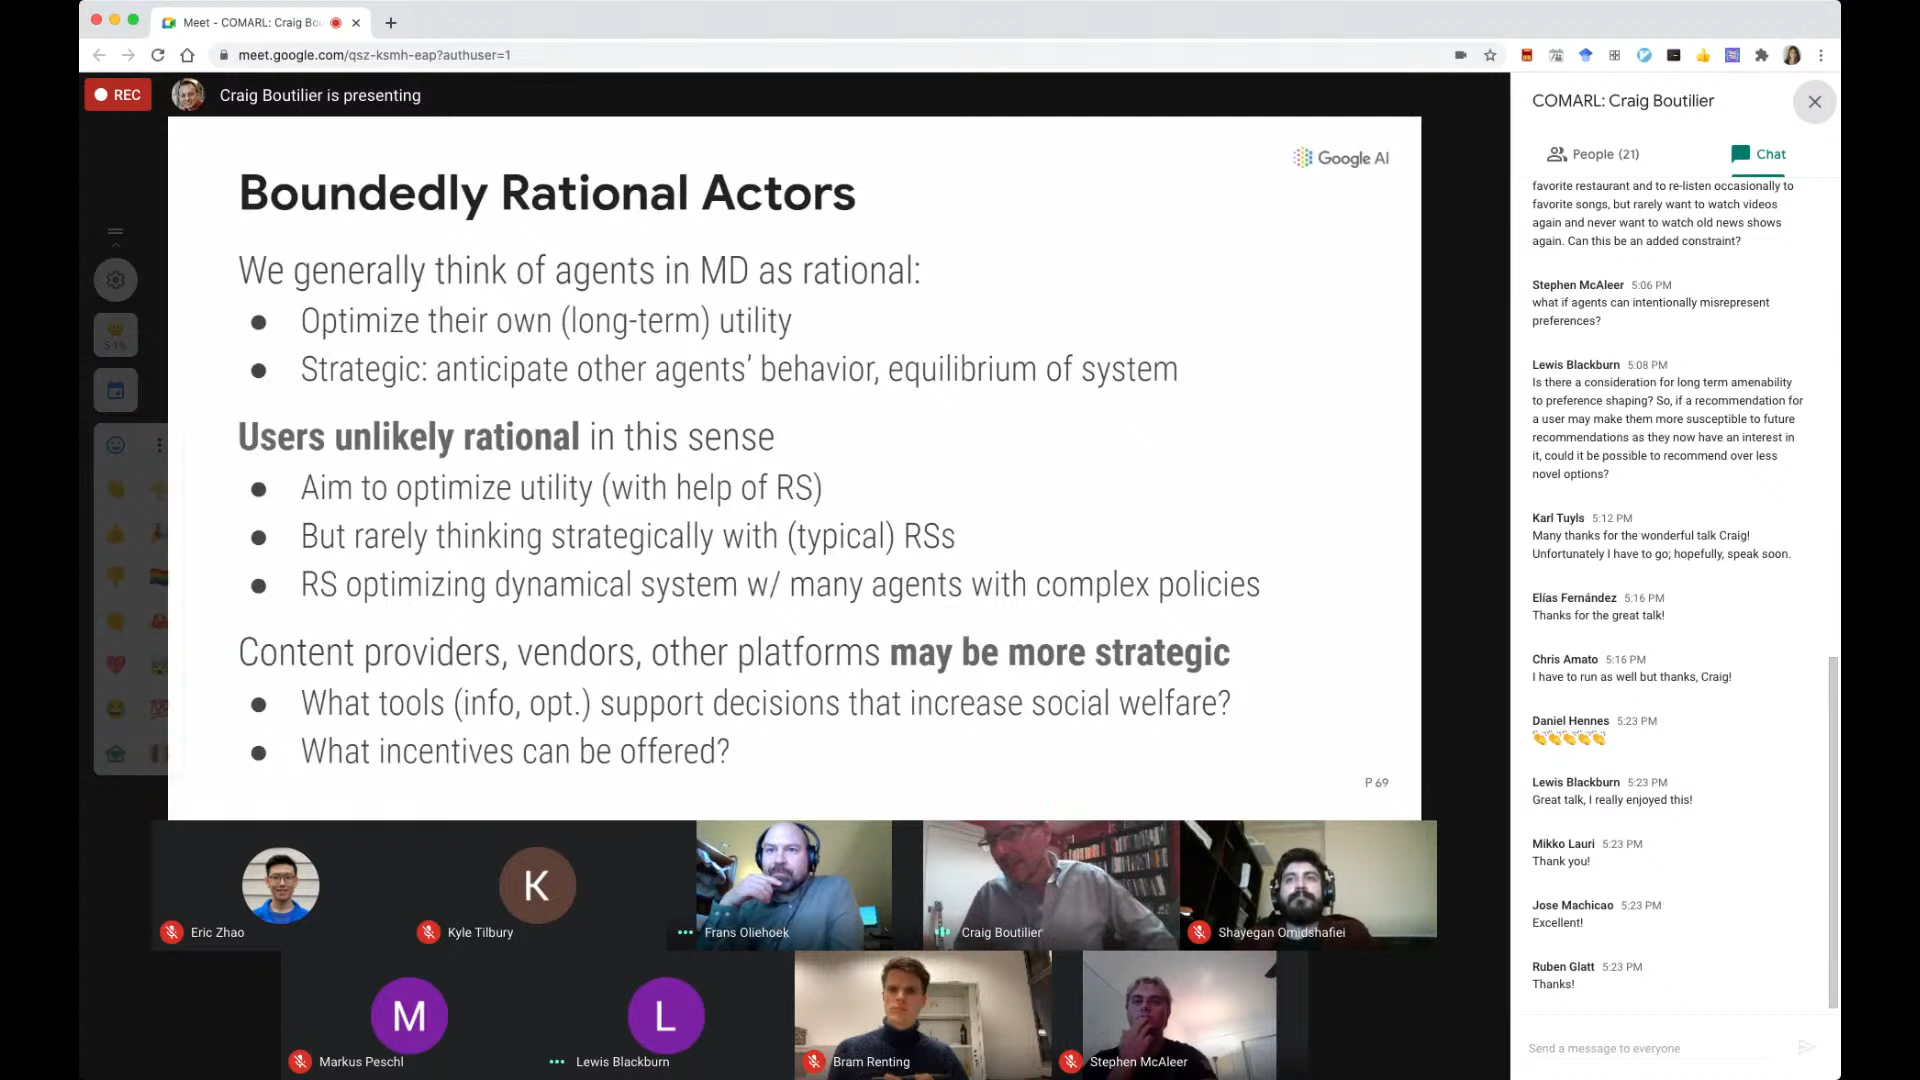 Meet - COMARL: Craig Bo
meet.google.com/qsz-ksmh-eap?authuser=1
REC
Craig Boutilier is presenting
Google AI
Boundedly Rational Actors
We generally think of agents in MD as rational:
● Optimize their own (long-term) utility
● Strategic: anticipate other agents’ behavior, equilibrium of system
Users unlikely rational in this sense
● Aim to optimize utility (with help of RS)
● But rarely thinking strategically with (typical) RSs
● RS optimizing dynamical system w/ many agents with complex policies
Content providers, vendors, other platforms may be more strategic
● What tools (info, opt.) support decisions that increase social welfare?
● What incentives can be offered?
P 69
51%
Eric Zhao
K
Kyle Tilbury
Frans Oliehoek
Craig Boutilier
Shayegan Omidshafiei
M
Markus Peschl
L
Lewis Blackburn
Bram Renting
Stephen McAleer
COMARL: Craig Boutilier
People (21)
Chat
favorite restaurant and to re-listen occasionally to
favorite songs, but rarely want to watch videos
again and never want to watch old news shows
again. Can this be an added constraint?
Stephen McAleer 5:06 PM
what if agents can intentionally misrepresent
preferences?
Lewis Blackburn 5:08 PM
Is there a consideration for long term amenability
to preference shaping? So, if a recommendation for
a user may make them more susceptible to future
recommendations as they now have an interest in
it, could it be possible to recommend over less
novel options?
Karl Tuyls 5:12 PM
Many thanks for the wonderful talk Craig!
Unfortunately I have to go; hopefully, speak soon.
Elías Fernández 5:16 PM
Thanks for the great talk!
Chris Amato 5:16 PM
I have to run as well but thanks, Craig!
Daniel Hennes 5:23 PM
👏👏👏👏👏
Lewis Blackburn 5:23 PM
Great talk, I really enjoyed this!
Mikko Lauri 5:23 PM
Thank you!
Jose Machicao 5:23 PM
Excellent!
Ruben Glatt 5:23 PM
Thanks!
Send a message to everyone